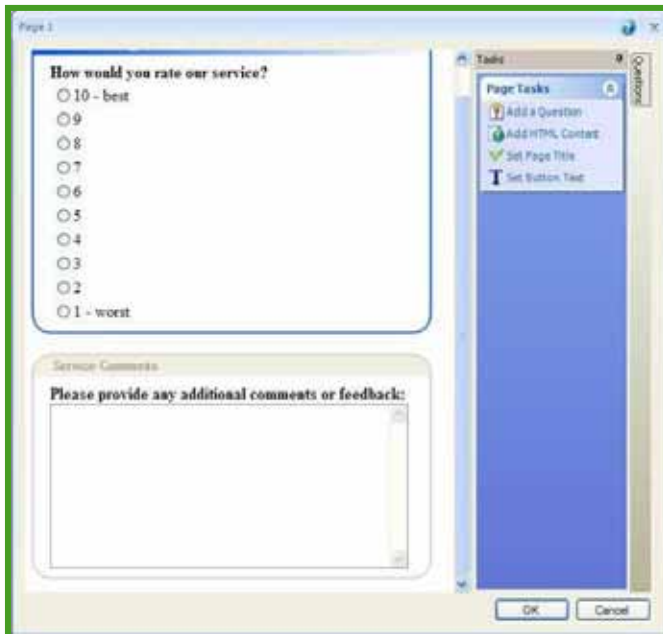 Page 1
How would you rate our service?
10 - best
9
8
7
6
5
4
3
2
1 - worst
Service Comments
Please provide any additional comments or feedback:
Tasks
Page Tasks
Add a Question
Add HTML Content
Set Page Title
Set Button Text
Questions
OK
Cancel